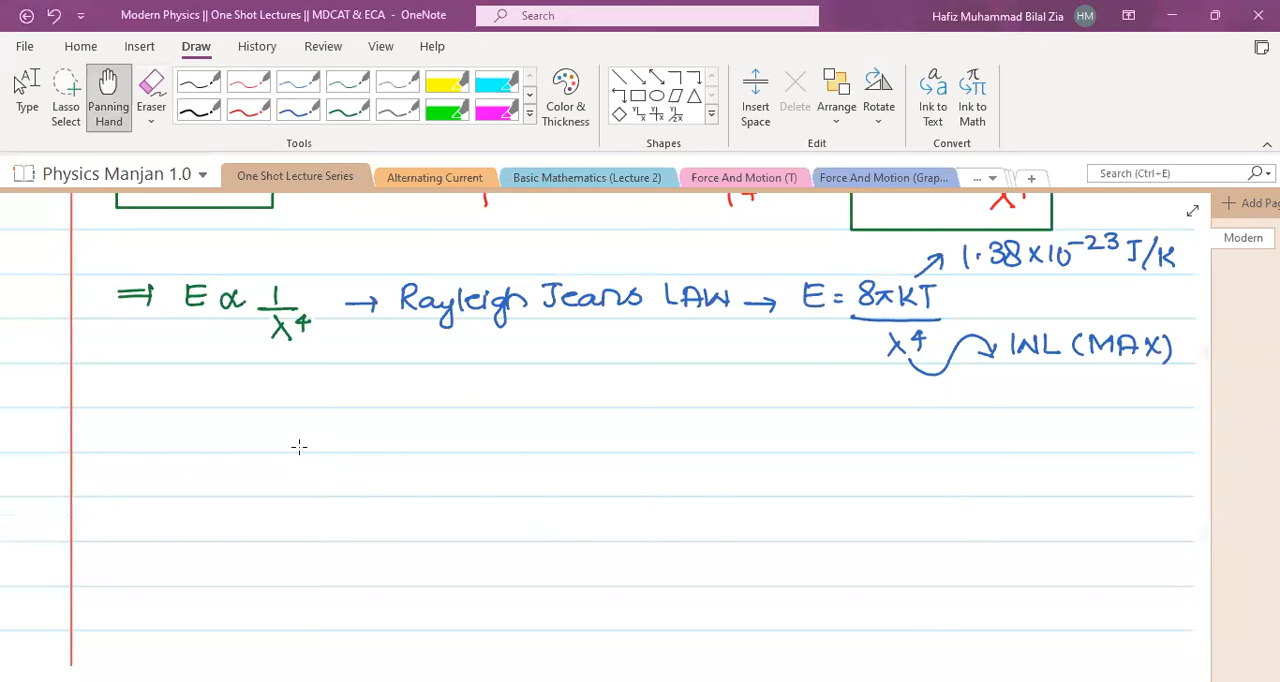 Modern Physics || One Shot Lectures || MDCAT & ECA - OneNote
Search
Hafiz Muhammad Bilal Zia
HM
File Home Insert Draw History Review View Help
Type
Lasso Select
Panning Hand
Eraser
Color & Thickness
Insert Space
Delete
Arrange
Rotate
Ink to Text
Ink to Math
Tools
Shapes
Edit
Convert
Physics Manjan 1.0
One Shot Lecture Series
Alternating Current
Basic Mathematics (Lecture 2)
Force And Motion (T)
Force And Motion (Grap...
...
Search (Ctrl+E)
Add Pag
Modern
1.38×10⁻²³ J/K
⇒ E ∝ 1/λ⁴ → Rayleigh Jeans LAW → E = 8πKT
λ⁴ → WL (MAX)